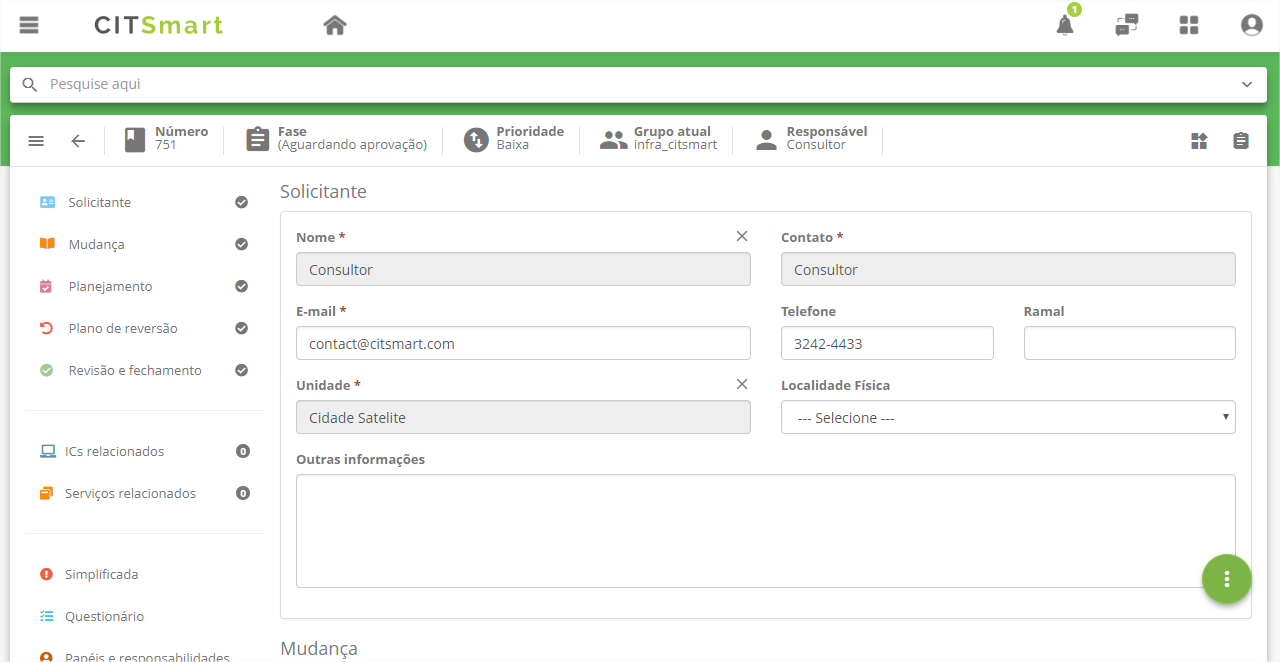 CITSmart
1
Pesquise aqui
Número
751
Fase
(Aguardando aprovação)
Prioridade
Baixa
Grupo atual
infra_citsmart
Responsável
Consultor
Solicitante
Mudança
Planejamento
Plano de reversão
Revisão e fechamento
ICs relacionados 0
Serviços relacionados 0
Simplificada
Questionário
Papéis e responsabilidades
Solicitante
Nome *
Consultor
Contato *
Consultor
E-mail *
contact@citsmart.com
Telefone
3242-4433
Ramal
Unidade *
Cidade Satelite
Localidade Física
--- Selecione ---
Outras informações
Mudança